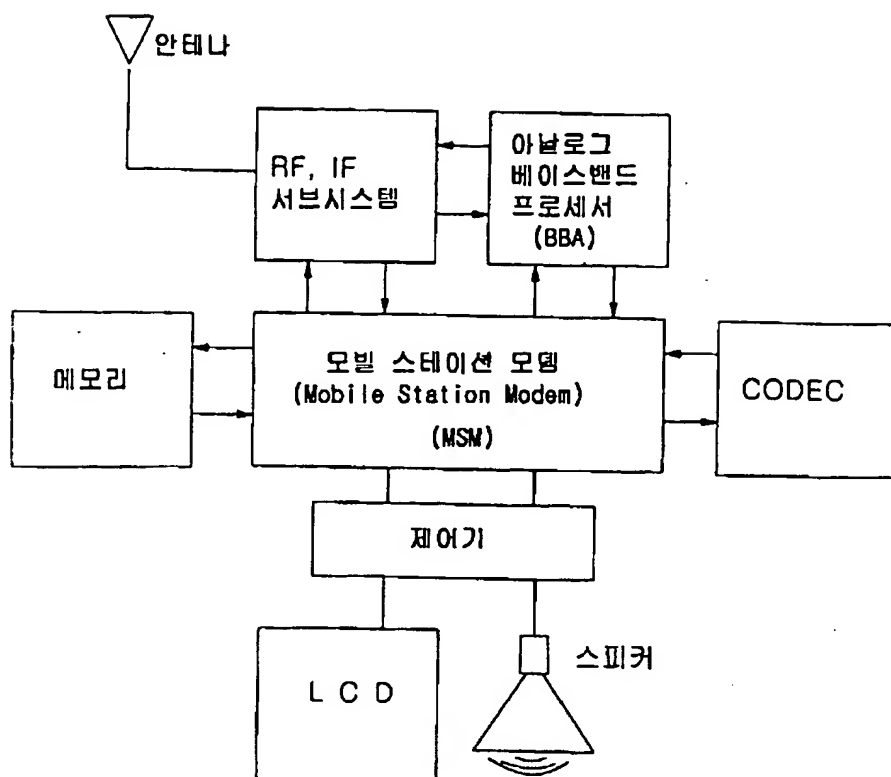 안테나
RF, IF
서브시스템
아날로그
베이스밴드
프로세서
(BBA)
메모리
모빌 스테이션 모뎀
(Mobile Station Modem)
(MSM)
CODEC
제어기
LCD
스피커